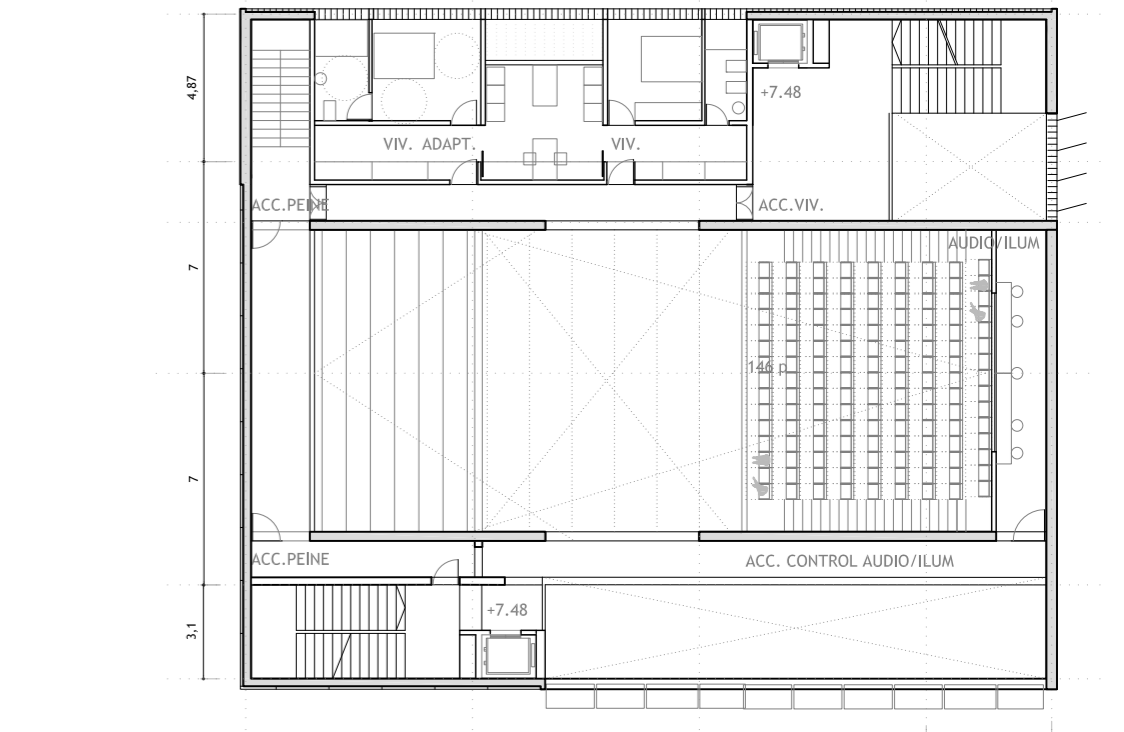 4,87
+7.48
VIV. ADAPT.
VIV.
ACC.PEINE
ACC.VIV.
AUDIO/ILUM
7
146 p
7
ACC.PEINE
ACC. CONTROL AUDIO/ILUM
+7.48
3,1